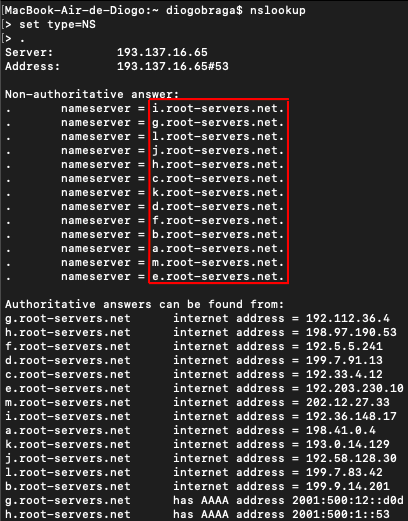 [MacBook-Air-de-Diogo:~ diogobraga$ nslookup
[> set type=NS
[> .
Server: 193.137.16.65
Address: 193.137.16.65#53
Non-authoritative answer:
. nameserver = i.root-servers.net.
. nameserver = g.root-servers.net.
. nameserver = l.root-servers.net.
. nameserver = j.root-servers.net.
. nameserver = h.root-servers.net.
. nameserver = c.root-servers.net.
. nameserver = k.root-servers.net.
. nameserver = d.root-servers.net.
. nameserver = f.root-servers.net.
. nameserver = b.root-servers.net.
. nameserver = a.root-servers.net.
. nameserver = m.root-servers.net.
. nameserver = e.root-servers.net.
Authoritative answers can be found from:
g.root-servers.net internet address = 192.112.36.4
h.root-servers.net internet address = 198.97.190.53
f.root-servers.net internet address = 192.5.5.241
d.root-servers.net internet address = 199.7.91.13
c.root-servers.net internet address = 192.33.4.12
e.root-servers.net internet address = 192.203.230.10
m.root-servers.net internet address = 202.12.27.33
i.root-servers.net internet address = 192.36.148.17
a.root-servers.net internet address = 198.41.0.4
k.root-servers.net internet address = 193.0.14.129
j.root-servers.net internet address = 192.58.128.30
l.root-servers.net internet address = 199.7.83.42
b.root-servers.net internet address = 199.9.14.201
g.root-servers.net has AAAA address 2001:500:12::d0d
h.root-servers.net has AAAA address 2001:500:1::53